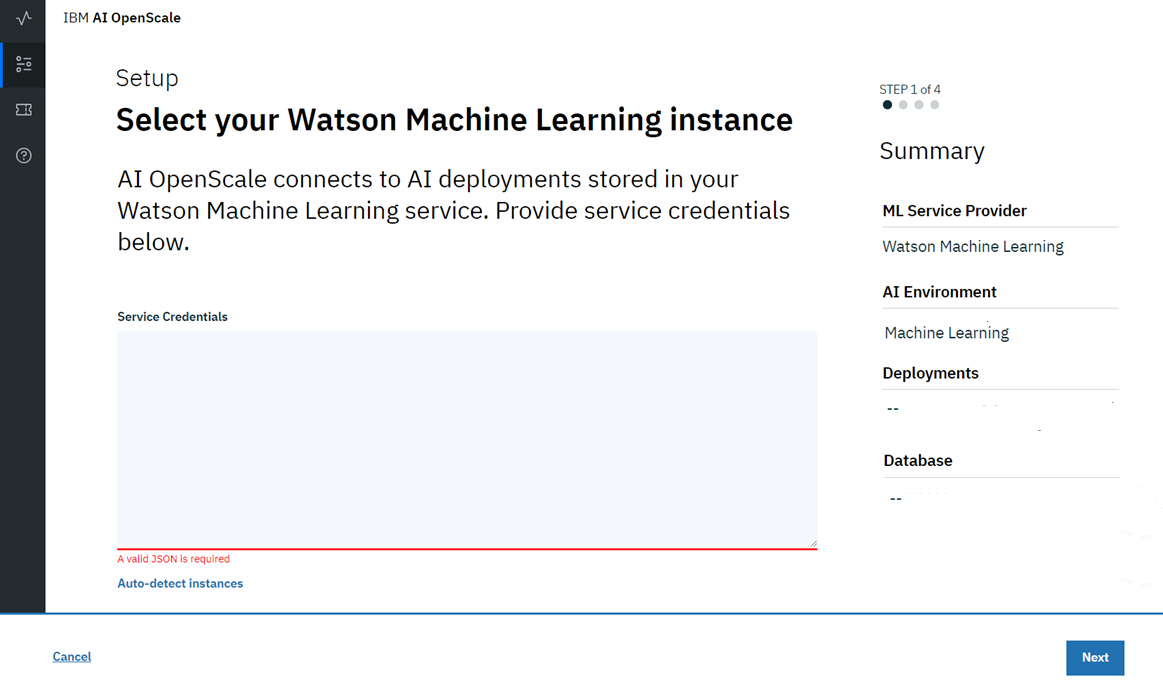 IBM AI OpenScale
Setup
Select your Watson Machine Learning instance
AI OpenScale connects to AI deployments stored in your
Watson Machine Learning service. Provide service credentials
below.
Service Credentials
A valid JSON is required
Auto-detect instances
STEP 1 of 4
Summary
ML Service Provider
Watson Machine Learning
AI Environment
Machine Learning
Deployments
--
Database
--
Cancel
Next